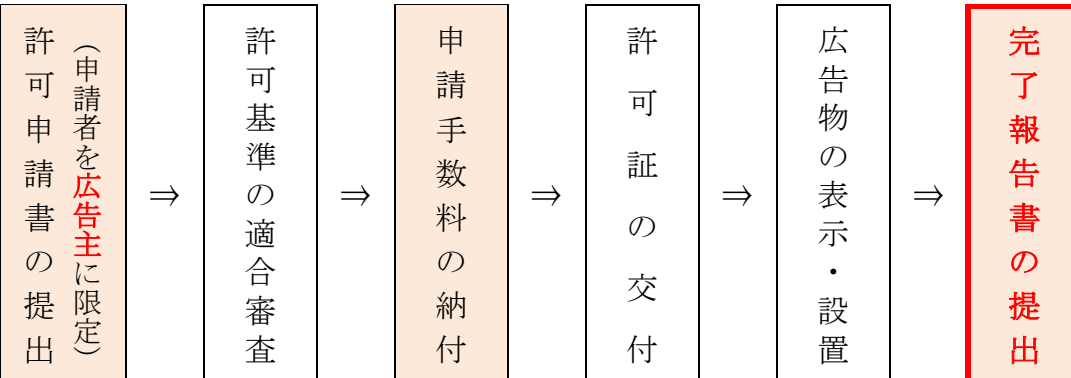 許可申請書の提出
（申請者を広告主に限定）
⇒
許可基準の適合審査
⇒
申請手数料の納付
⇒
許可証の交付
⇒
広告物の表示・設置
⇒
完了報告書の提出